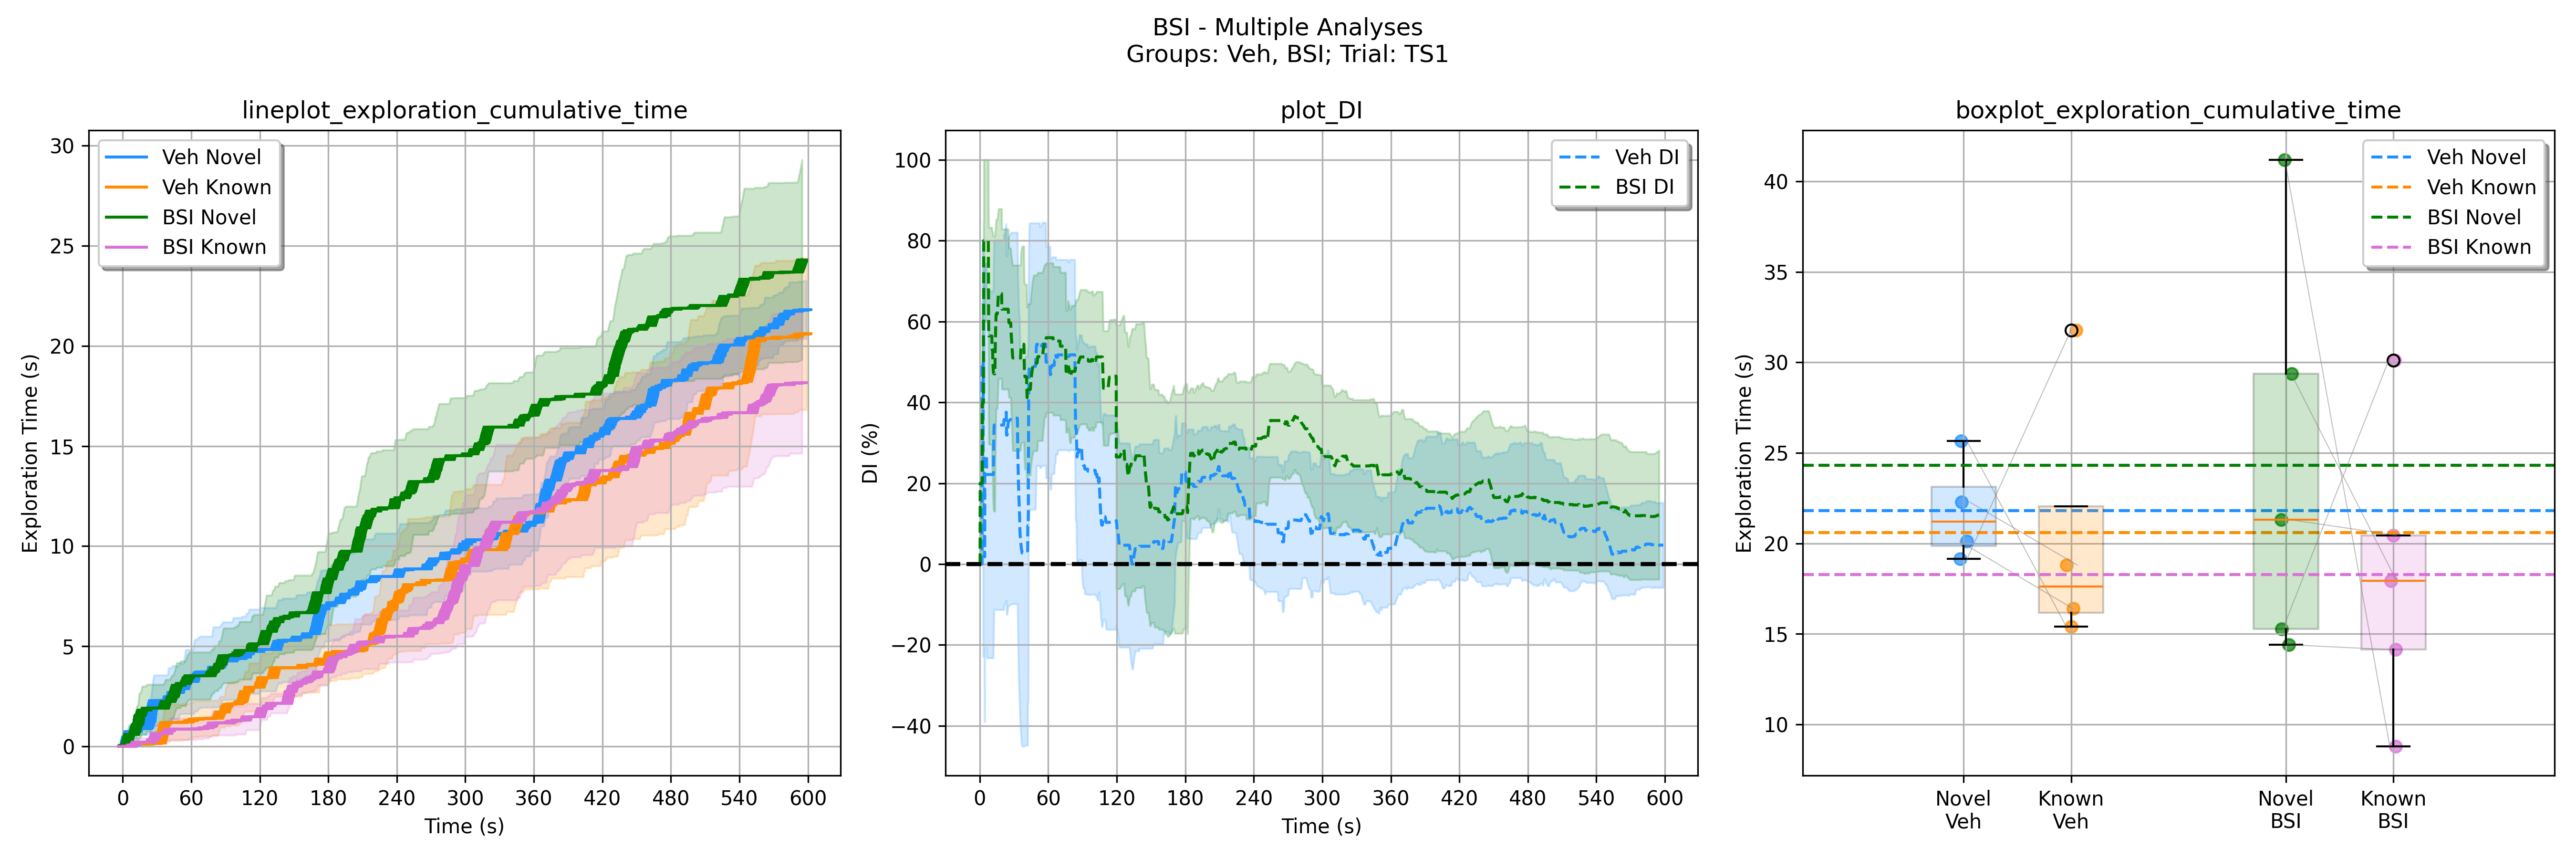 BSI - Multiple Analyses
Groups: Veh, BSI; Trial: TS1
lineplot_exploration_cumulative_time
Exploration Time (s)
30
25
20
15
10
5
0
Veh Novel
Veh Known
BSI Novel
BSI Known
0 60 120 180 240 300 360 420 480 540 600
Time (s)
plot_DI
DI (%)
100
80
60
40
20
0
−20
−40
Veh DI
BSI DI
0 60 120 180 240 300 360 420 480 540 600
Time (s)
boxplot_exploration_cumulative_time
Exploration Time (s)
40
35
30
25
20
15
10
Veh Novel
Veh Known
BSI Novel
BSI Known
Novel Known Novel Known
Veh Veh BSI BSI